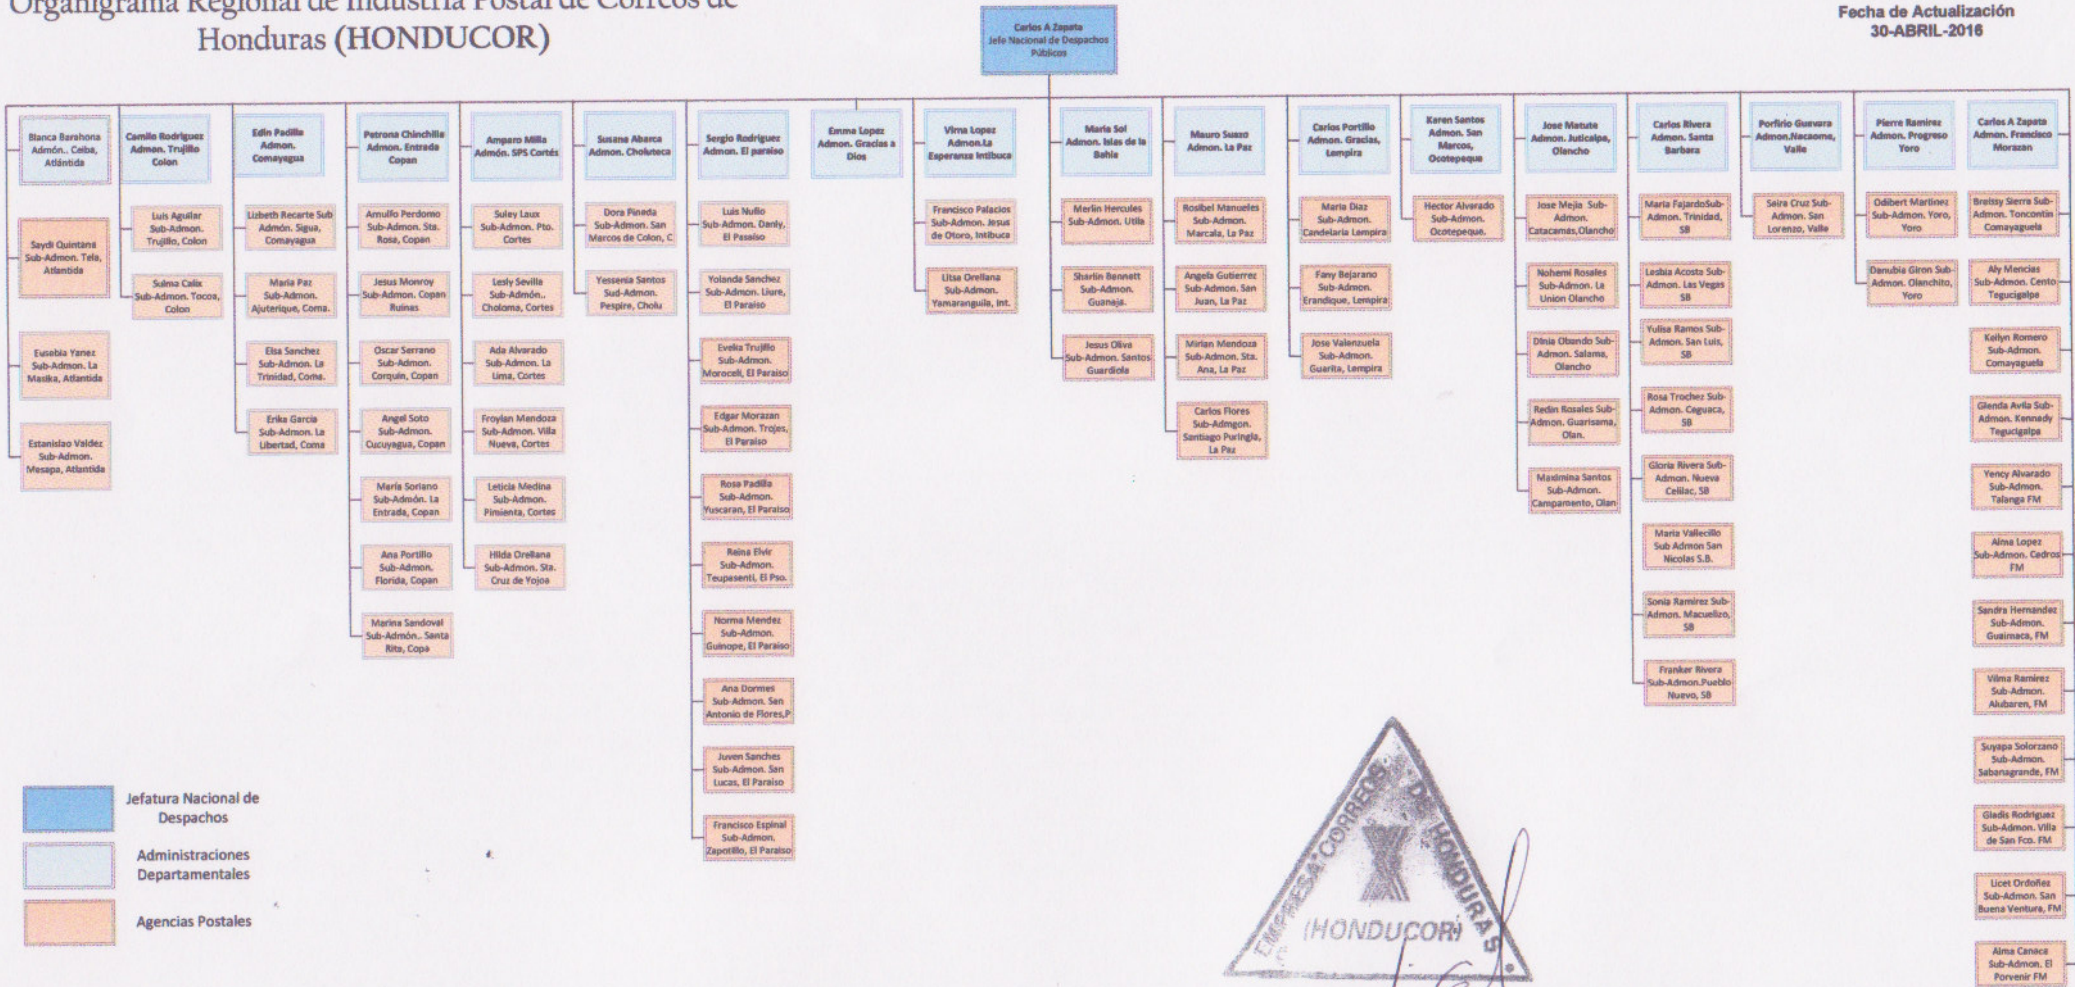 Organigrama Regional de Industria Postal de Correos de
Honduras (HONDUCOR)
Fecha de Actualización
30-ABRIL-2016
Carlos A Zapata
Jefe Nacional de Despachos
Públicos
Blanca Barahona
Admón.. Ceiba,
Atlántida
Saydi Quintana
Sub-Admon. Tela,
Atlantida
Eusebia Yanez
Sub-Admon. La
Masika, Atlantida
Estanislao Valdez
Sub-Admon.
Mesapa, Atlantida
Camilo Rodriguez
Admon. Trujillo
Colon
Luis Aguilar
Sub-Admon.
Trujillo, Colon
Sulma Calix
Sub-Admon. Tocoa,
Colon
Edin Padilla
Admon.
Comayagua
Lizbeth Recarte Sub
Admón. Sigua,
Comayagua
Maria Paz
Sub-Admon.
Ajuterique, Coma.
Elsa Sanchez
Sub-Admon. La
Trinidad, Coma.
Erika Garcia
Sub-Admon. La
Libertad, Coma
Petrona Chinchilla
Admon. Entrada
Copan
Arnulfo Perdomo
Sub-Admon. Sta.
Rosa, Copan
Jesus Monroy
Sub-Admon. Copan
Ruinas
Oscar Serrano
Sub-Admon.
Corquin, Copan
Angel Soto
Sub-Admon.
Cucuyagua, Copan
María Soriano
Sub-Admón. La
Entrada, Copan
Ana Portillo
Sub-Admon.
Florida, Copan
Marina Sandoval
Sub-Admón.. Santa
Rita, Copa
Amparo Milla
Admón. SPS Cortés
Suley Laux
Sub-Admon. Pto.
Cortes
Lesly Sevilla
Sub-Admón..
Choloma, Cortes
Ada Alvarado
Sub-Admon. La
Lima, Cortes
Froylan Mendoza
Sub-Admon. Villa
Nueva, Cortes
Leticia Medina
Sub-Admon.
Pimienta, Cortes
Hilda Orellana
Sub-Admon. Sta.
Cruz de Yojoa
Susana Abarca
Admon. Choluteca
Dora Pineda
Sub-Admon. San
Marcos de Colon, C
Yessenia Santos
Sud-Admon.
Pespire, Cholu
Sergio Rodriguez
Admon. El paraiso
Luis Nuñio
Sub-Admon. Danly,
El Pasaiso
Yolanda Sanchez
Sub-Admon. Liure,
El Paraiso
Evelia Trujillo
Sub-Admon.
Moroceli, El Paraiso
Edgar Morazan
Sub-Admon. Trojes,
El Paraiso
Rosa Padilla
Sub-Admon.
Yuscaran, El Paraiso
Reina Elvir
Sub-Admon.
Teupasenti, El Pso.
Norma Mendez
Sub-Admon.
Guinope, El Paraiso
Ana Dormes
Sub-Admon. San
Antonio de Flores,P
Juven Sanches
Sub-Admon. San
Lucas, El Paraiso
Francisco Espinal
Sub-Admon.
Zapotillo, El Paraiso
Emma Lopez
Admon. Gracias a
Dios
Virna Lopez
Admon.La
Esperanza Intibuca
Francisco Palacios
Sub-Admon. Jesus
de Otoro, Intibuca
Litsa Orellana
Sub-Admon.
Yamaranguila, Int.
Maria Sol
Admon. Islas de la
Bahia
Merlin Hercules
Sub-Admon. Utila
Sharlin Bennett
Sub-Admon.
Guanaja.
Jesus Oliva
Sub-Admon. Santos
Guardiola
Mauro Suazo
Admon. La Paz
Rosibel Manueles
Sub-Admon.
Marcala, La Paz
Angela Gutierrez
Sub-Admon. San
Juan, La Paz
Mirian Mendoza
Sub-Admon. Sta.
Ana, La Paz
Carlos Flores
Sub-Admgon.
Santiago Puringla,
La Paz
Carlos Portillo
Admon. Gracias,
Lempira
Maria Diaz
Sub-Admon.
Candelaria Lempira
Fany Bejarano
Sub-Admon.
Erandique, Lempira
Jose Valenzuela
Sub-Admon.
Guarita, Lempira
Karen Santos
Admon. San
Marcos,
Ocotepeque
Hector Alvarado
Sub-Admon.
Ocotepeque.
Jose Matute
Admon. Juticalpa,
Olancho
Jose Mejia Sub-
Admon.
Catacamas,Olancho
Nohemi Rosales
Sub-Admon. La
Union Olancho
Dinia Obando Sub-
Admon. Salama,
Olancho
Redin Rosales Sub-
Admon. Guarisama,
Olan.
Maximina Santos
Sub-Admon.
Campamento, Olan
Carlos Rivera
Admon. Santa
Barbara
Maria FajardoSub-
Admon. Trinidad,
SB
Lesbia Acosta Sub-
Admon. Las Vegas
SB
Yulisa Ramos Sub-
Admon. San Luis,
SB
Rosa Trochez Sub-
Admon. Ceguaca,
SB
Gloria Rivera Sub-
Admon. Nueva
Celilac, SB
Maria Vallecillo
Sub Admon San
Nicolas S.B.
Sonia Ramirez Sub-
Admon. Macuelizo,
SB
Franker Rivera
Sub-Admon.Pueblo
Nuevo, SB
Porfirio Guevara
Admon.Nacaome,
Valle
Saira Cruz Sub-
Admon. San
Lorenzo, Valle
Pierre Ramirez
Admon. Progreso
Yoro
Odibert Martinez
Sub-Admon. Yoro,
Yoro
Danubia Giron Sub-
Admon. Olanchito,
Yoro
Carlos A Zapata
Admon. Francisco
Morazan
Breissy Sierra Sub-
Admon. Toncontin
Comayaguela
Aly Mencias
Sub-Admon. Cento
Tegucigalpa
Keilyn Romero
Sub-Admon.
Comayaguela
Glenda Avila Sub-
Admon. Kennedy
Tegucigalpa
Yency Alvarado
Sub-Admon.
Talanga FM
Alma Lopez
Sub-Admon. Cedros
FM
Sandra Hernandez
Sub-Admon.
Guaimaca, FM
Vilma Ramirez
Sub-Admon.
Alubaren, FM
Suyapa Solorzano
Sub-Admon.
Sabanagrande, FM
Gladis Rodriguez
Sub-Admon. Villa
de San Fco. FM
Licet Ordoñez
Sub-Admon. San
Buena Ventura, FM
Alma Canaca
Sub-Admon. El
Porvenir FM
Jefatura Nacional de
Despachos
Administraciones
Departamentales
Agencias Postales
EMPRESA CORREOS DE HONDURAS
(HONDUCOR)